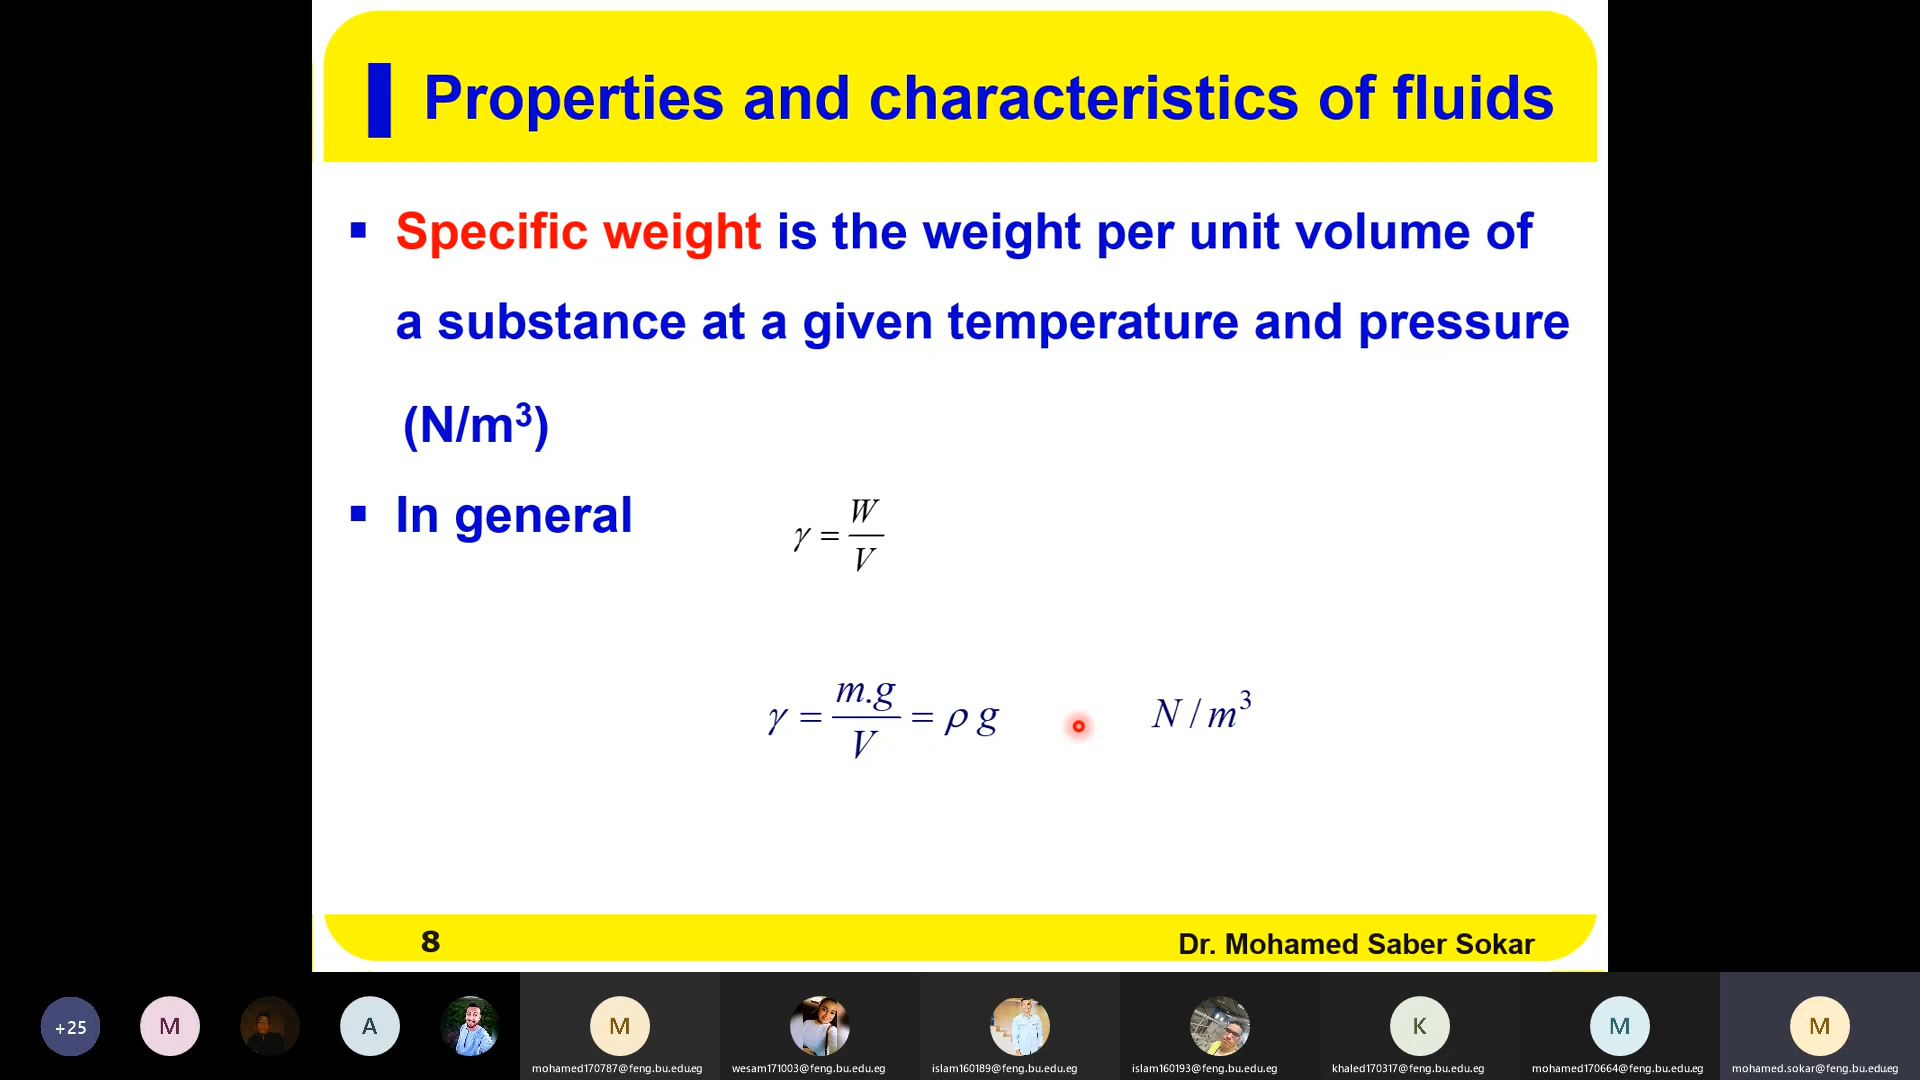 Properties and characteristics of fluids
▪ Specific weight is the weight per unit volume of
a substance at a given temperature and pressure
(N/m³)
▪ In general
γ = W / V
γ = m.g / V = ρ g N / m³
8
Dr. Mohamed Saber Sokar
+25
M
A
M
K
M
M
mohamed170787@feng.bu.edu.eg
wesam171003@feng.bu.edu.eg
islam160189@feng.bu.edu.eg
islam160193@feng.bu.edu.eg
khaled170317@feng.bu.edu.eg
mohamed170664@feng.bu.edu.eg
mohamed.sokar@feng.bu.edu.eg